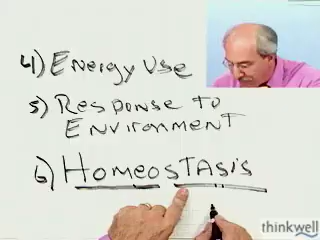 4) Energy Use
5) Response to
Environment
6) Homeostasis
thinkwell